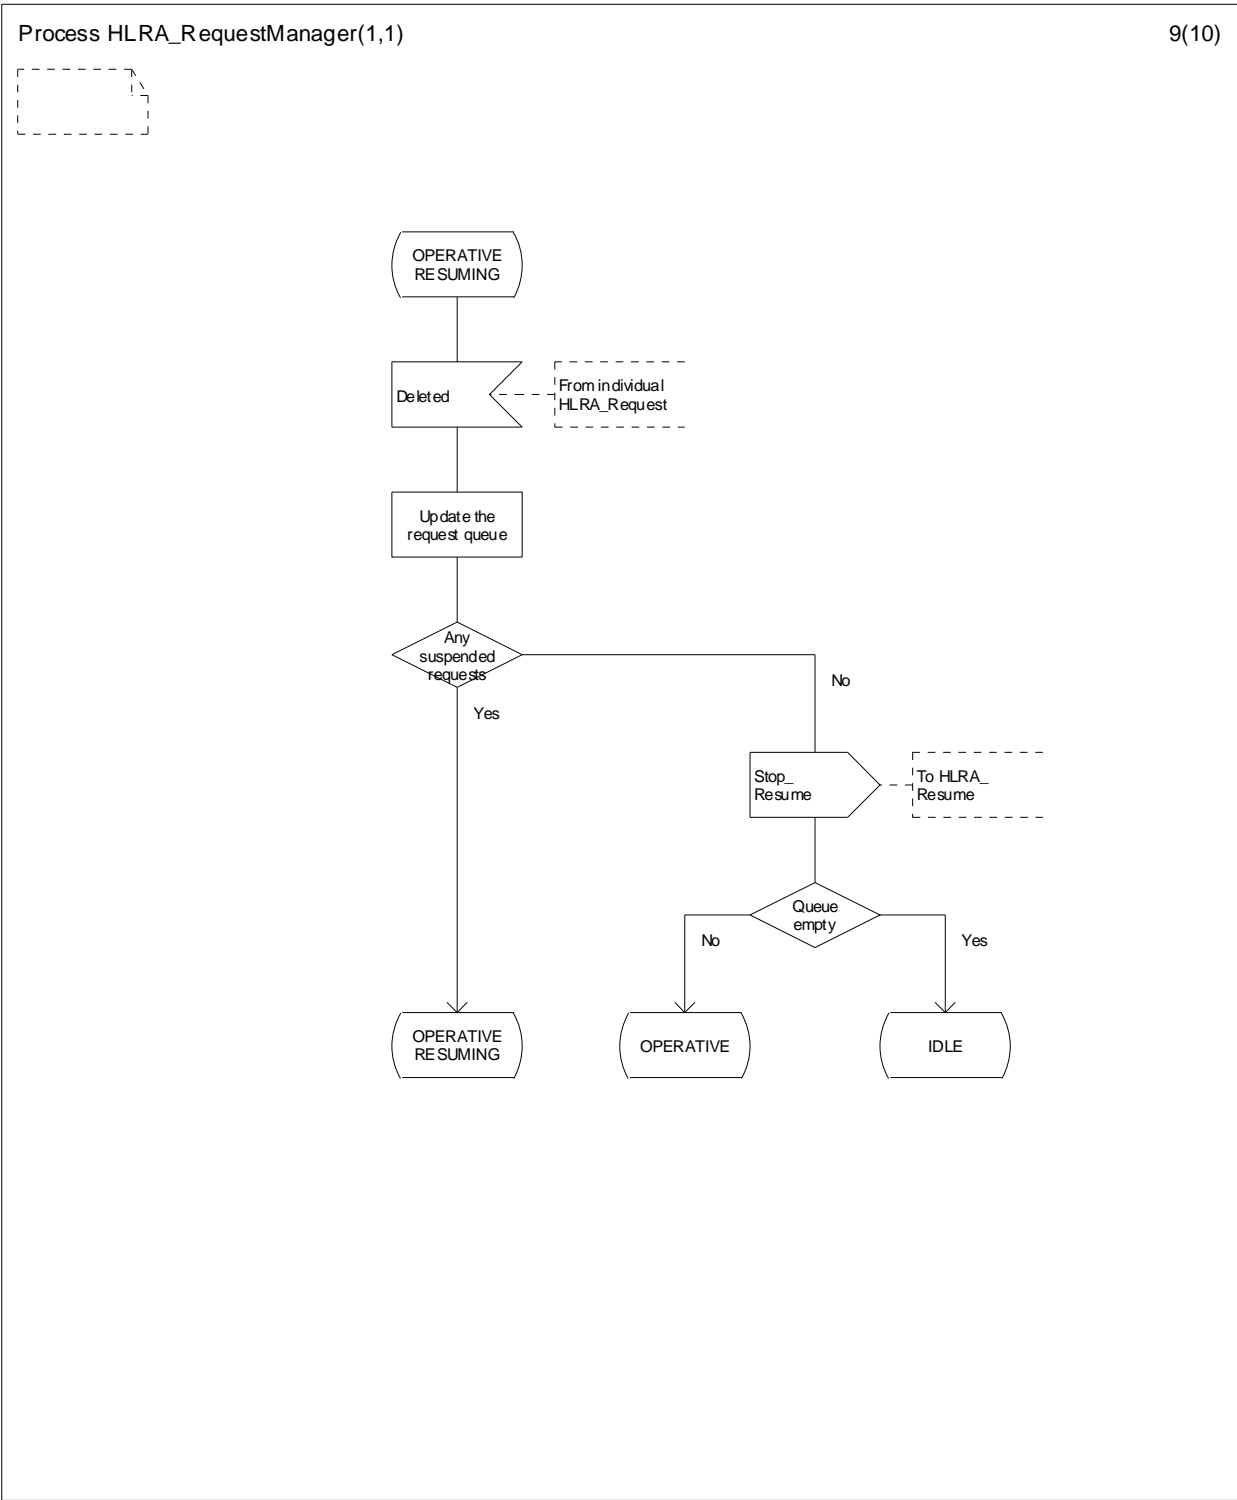 Process HLRA_RequestManager(1,1)
9(10)
OPERATIVE
RESUMING
Deleted
From individual
HLRA_Request
Update the
request queue
Any
suspended
requests
No
Yes
Stop_
Resume
To HLRA_
Resume
Queue
empty
No
Yes
OPERATIVE
RESUMING
OPERATIVE
IDLE